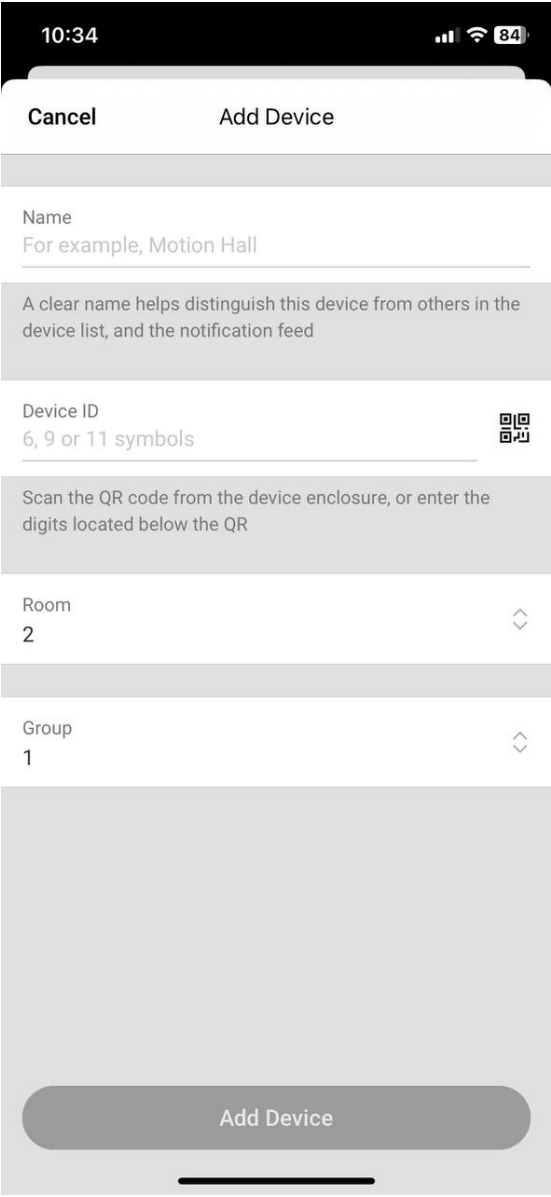 10:34
84
Cancel
Add Device
Name
For example, Motion Hall
A clear name helps distinguish this device from others in the
device list, and the notification feed
Device ID
6, 9 or 11 symbols
Scan the QR code from the device enclosure, or enter the
digits located below the QR
Room
2
Group
1
Add Device